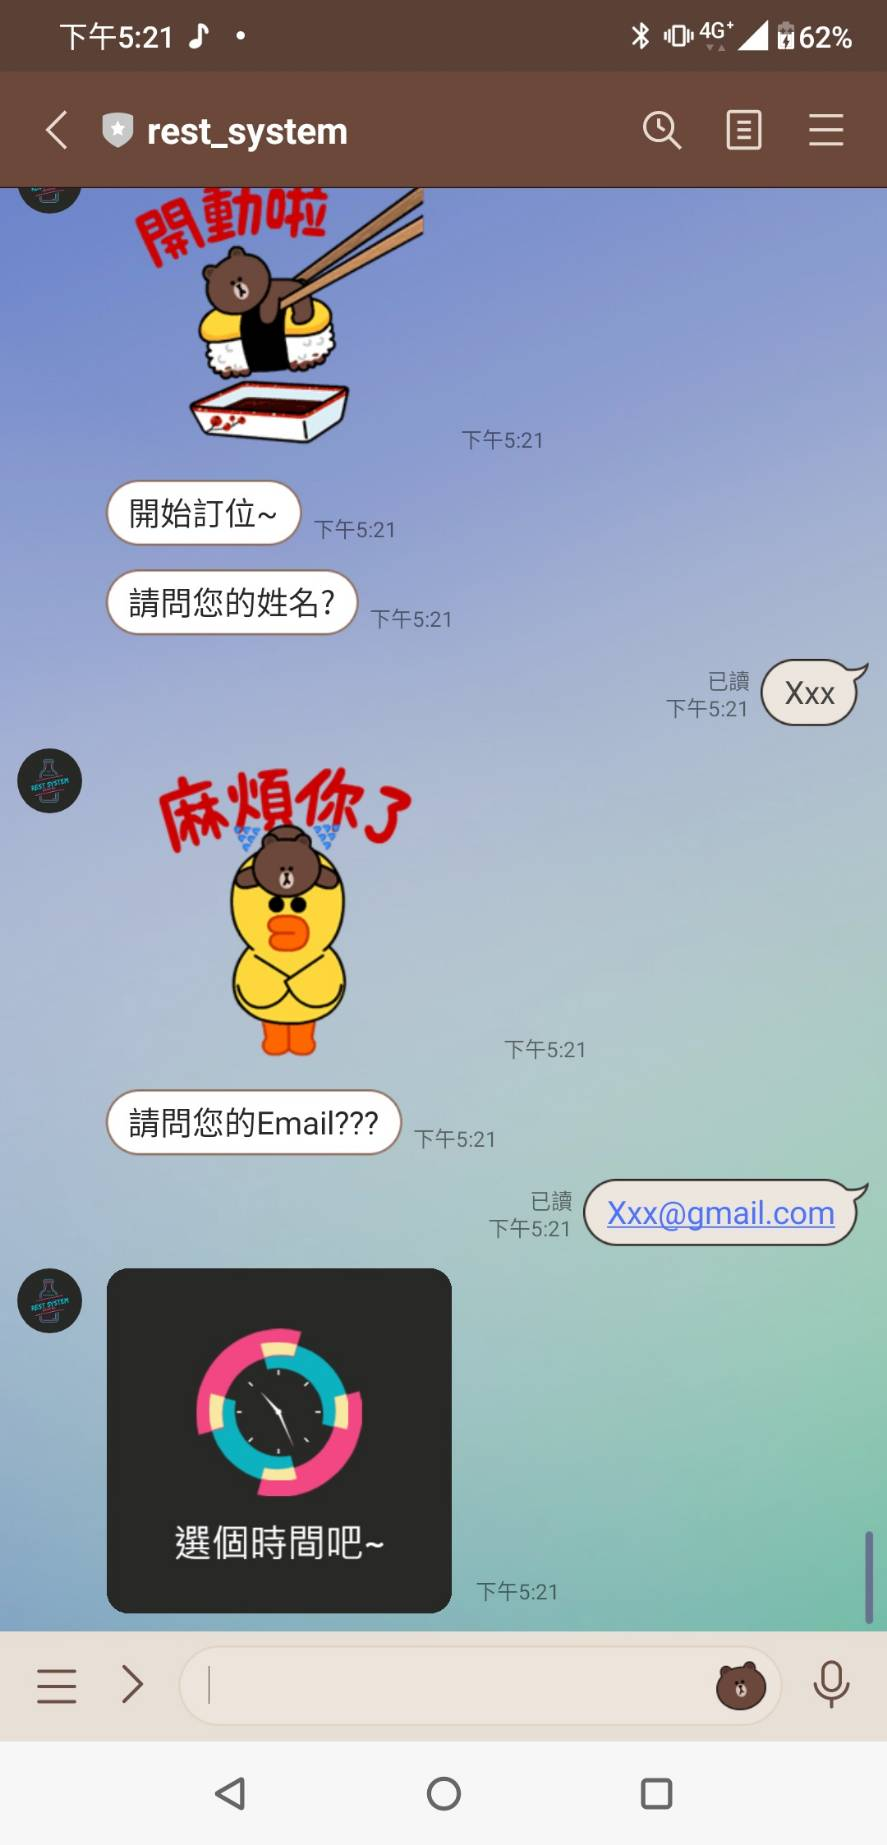 下午5:21
4G+
62%
rest_system
開動啦
下午5:21
開始訂位~
下午5:21
請問您的姓名?
下午5:21
已讀
下午5:21
Xxx
REST SYSTEM
麻煩你了
下午5:21
請問您的Email???
下午5:21
已讀
下午5:21
Xxx@gmail.com
REST SYSTEM
選個時間吧~
下午5:21